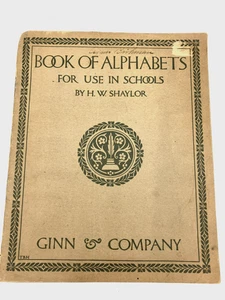 BOOK OF ALPHABETS
FOR USE IN SCHOOLS
BY H. W. SHAYLOR
GINN & COMPANY